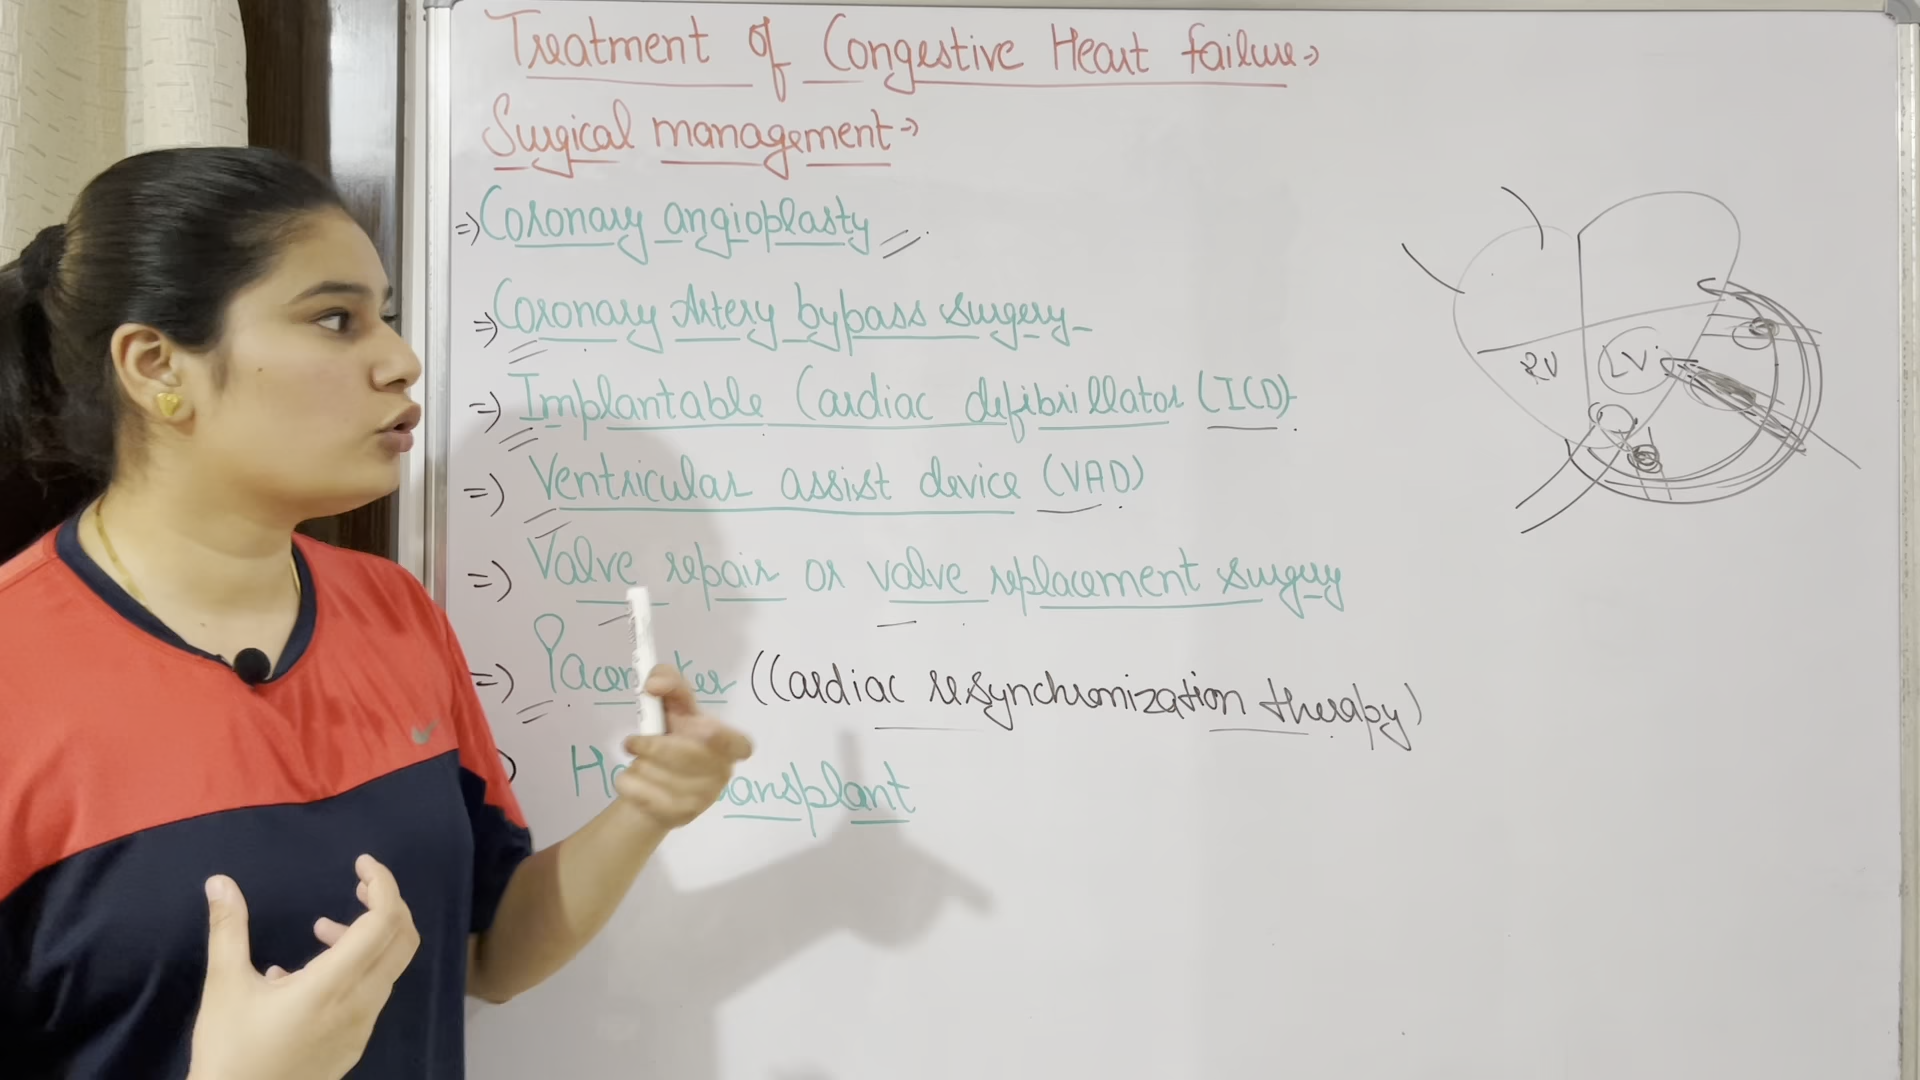 Treatment of Congestive Heart failure →
Surgical management →
⇒ Coronary angioplasty
⇒ Coronary Artery bypass surgery
⇒ Implantable Cardiac defibrillator (ICD)
⇒ Ventricular assist device (VAD)
⇒ Valve repair or valve replacement surgery
⇒ (Cardiac resynchronization therapy)
RV LV